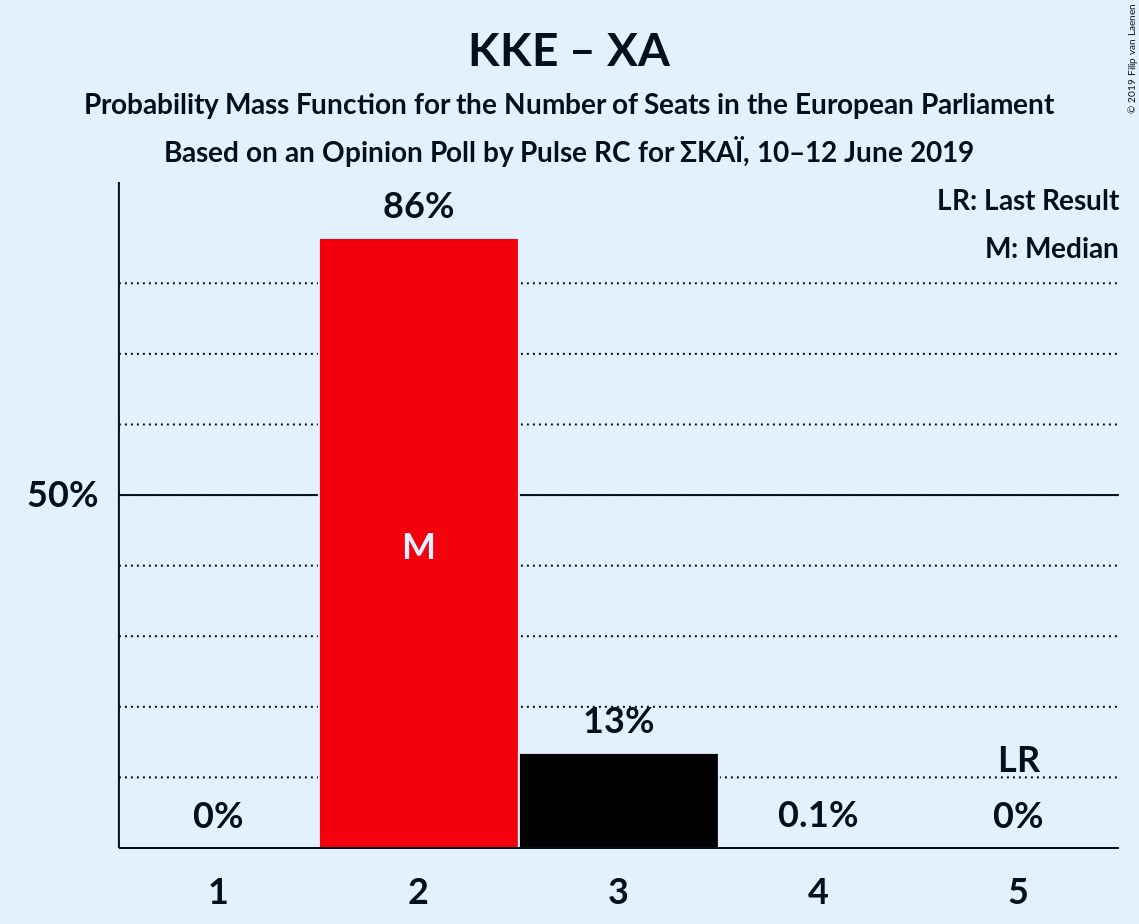 KKE – XA
Probability Mass Function for the Number of Seats in the European Parliament
Based on an Opinion Poll by Pulse RC for ΣΚΑΪ, 10–12 June 2019
© 2019 Filip van Laenen
LR: Last Result
M: Median
86%
50%
M
13%
LR
0%
0.1%
0%
1
2
3
4
5